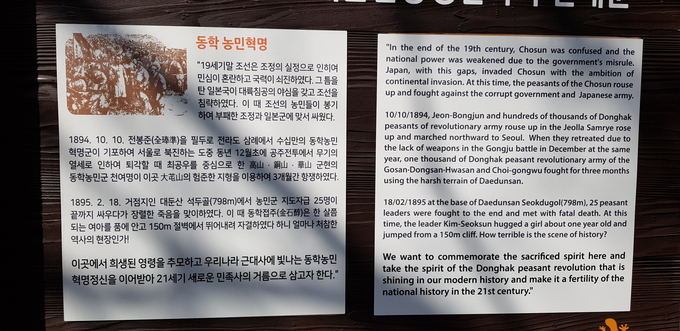 동학 농민혁명
"19세기말 조선은 조정의 실정으로 인하여
민심이 혼란하고 국력이 쇠진하였다. 그 틈을
탄 일본국이 대륙침공의 야심을 갖고 조선을
침략하였다. 이 때 조선의 농민들이 봉기
하여 부패한 조정과 일본군에 맞서 싸웠다.
1894. 10. 10. 전봉준(全琫準)을 필두로 전라도 삼례에서 수십만의 동학농민
혁명군이 기포하여 서울로 북진하는 도중 동년 12월초에 공주전투에서 무기의
열세로 인하여 퇴각할 때 최공우를 중심으로 한 高山 · 銅山 · 華山 군현의
동학농민군 천여명이 이곳 大芚山의 험준한 지형을 이용하여 3개월간 항쟁하였다.
1895. 2. 18. 거점지인 대둔산 석두골(798m)에서 농민군 지도자급 25명이
끝까지 싸우다가 장렬한 죽음을 맞이하였다. 이 때 동학접주(金石醇)은 한 살쯤
되는 여아를 품에 안고 150m 절벽에서 뛰어내려 자결하였다 하니 얼마나 처참한
역사의 현장인가!
이곳에서 희생된 영령을 추모하고 우리나라 근대사에 빛나는 동학농민
혁명정신을 이어받아 21세기 새로운 민족사의 거름으로 삼고자 한다."
"In the end of the 19th century, Chosun was confused and the
national power was weakened due to the government's misrule.
Japan, with this gaps, invaded Chosun with the ambition of
continental invasion. At this time, the peasants of the Chosun rouse
up and fought against the corrupt government and Japanese army.
10/10/1894, Jeon-Bongjun and hundreds of thousands of Donghak
peasants of revolutionary army rouse up in the Jeolla Samrye rose
up and marched northward to Seoul. When they retreated due to
the lack of weapons in the Gongju battle in December at the same
year, one thousand of Donghak peasant revolutionary army of the
Gosan-Dongsan-Hwasan and Choi-gongwu fought for three months
using the harsh terrain of Daedunsan.
18/02/1895 at the base of Daedunsan Seokdugol(798m), 25 peasant
leaders were fought to the end and met with fatal death. At this
time, the leader Kim-Seoksun hugged a girl about one year old and
jumped from a 150m cliff. How terrible is the scene of history?
We want to commemorate the sacrificed spirit here and
take the spirit of the Donghak peasant revolution that is
shining in our modern history and make it a fertility of the
national history in the 21st century."